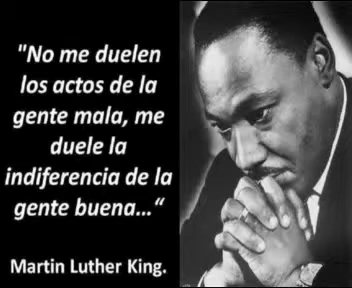 "No me duelen
los actos de la
gente mala, me
duele la
indiferencia de la
gente buena...“
Martin Luther King.